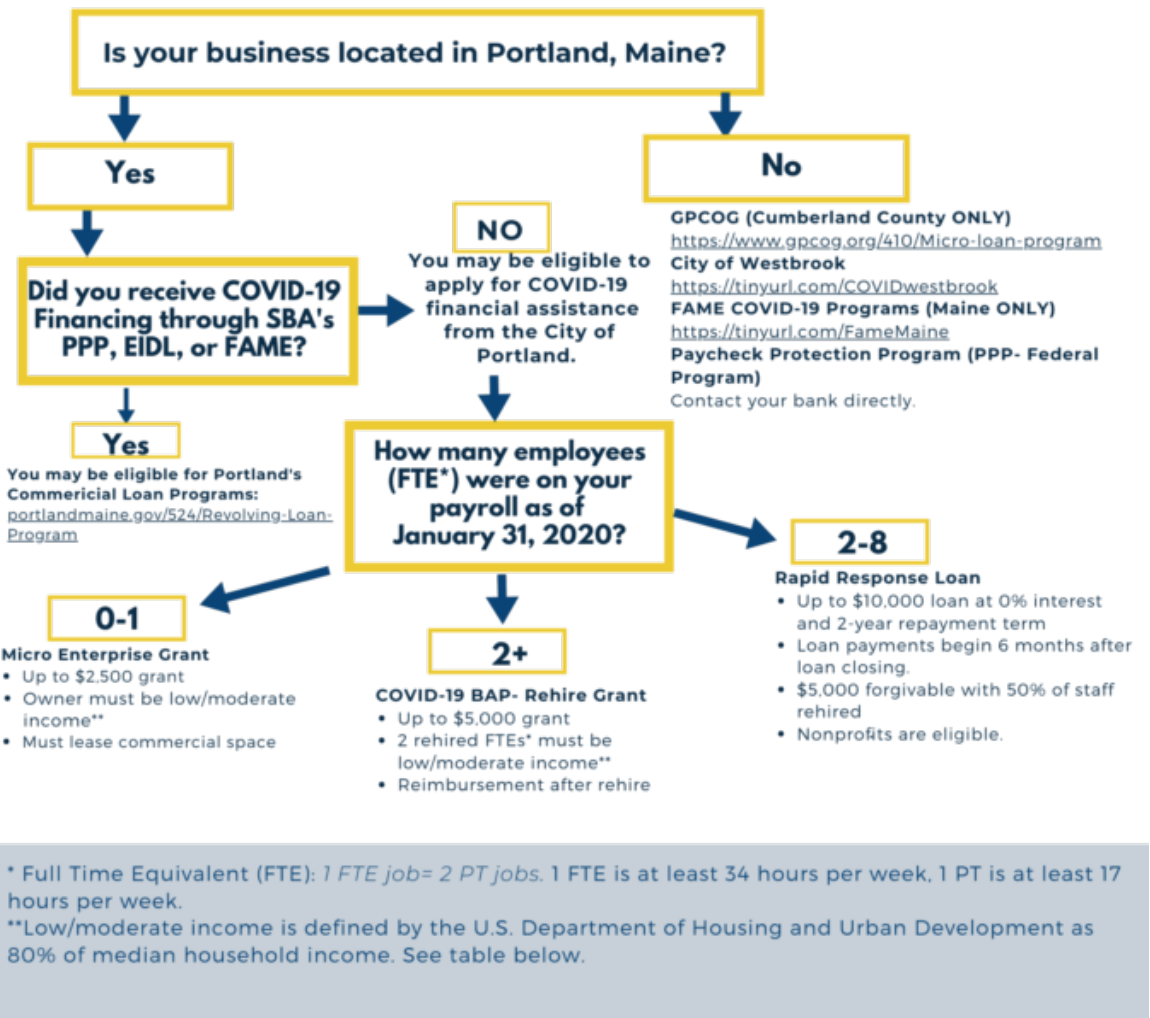 Is your business located in Portland, Maine?
Yes
No
GPCOG (Cumberland County ONLY)
https://www.gpcog.org/410/Micro-loan-program
City of Westbrook
https://tinyurl.com/COVIDwestbrook
FAME COVID-19 Programs (Maine ONLY)
https://tinyurl.com/FameMaine
Paycheck Protection Program (PPP- Federal
Program)
Contact your bank directly.
Did you receive COVID-19
Financing through SBA's
PPP, EIDL, or FAME?
NO
You may be eligible to
apply for COVID-19
financial assistance
from the City of
Portland.
Yes
You may be eligible for Portland's
Commericial Loan Programs:
portlandmaine.gov/524/Revolving-Loan-
Program
How many employees
(FTE*) were on your
payroll as of
January 31, 2020?
0-1
Micro Enterprise Grant
• Up to $2,500 grant
• Owner must be low/moderate
income**
• Must lease commercial space
2+
COVID-19 BAP- Rehire Grant
• Up to $5,000 grant
• 2 rehired FTEs* must be
low/moderate income**
• Reimbursement after rehire
2-8
Rapid Response Loan
• Up to $10,000 loan at 0% interest
and 2-year repayment term
• Loan payments begin 6 months after
loan closing.
• $5,000 forgivable with 50% of staff
rehired
• Nonprofits are eligible.
* Full Time Equivalent (FTE): 1 FTE job= 2 PT jobs. 1 FTE is at least 34 hours per week, 1 PT is at least 17
hours per week.
**Low/moderate income is defined by the U.S. Department of Housing and Urban Development as
80% of median household income. See table below.